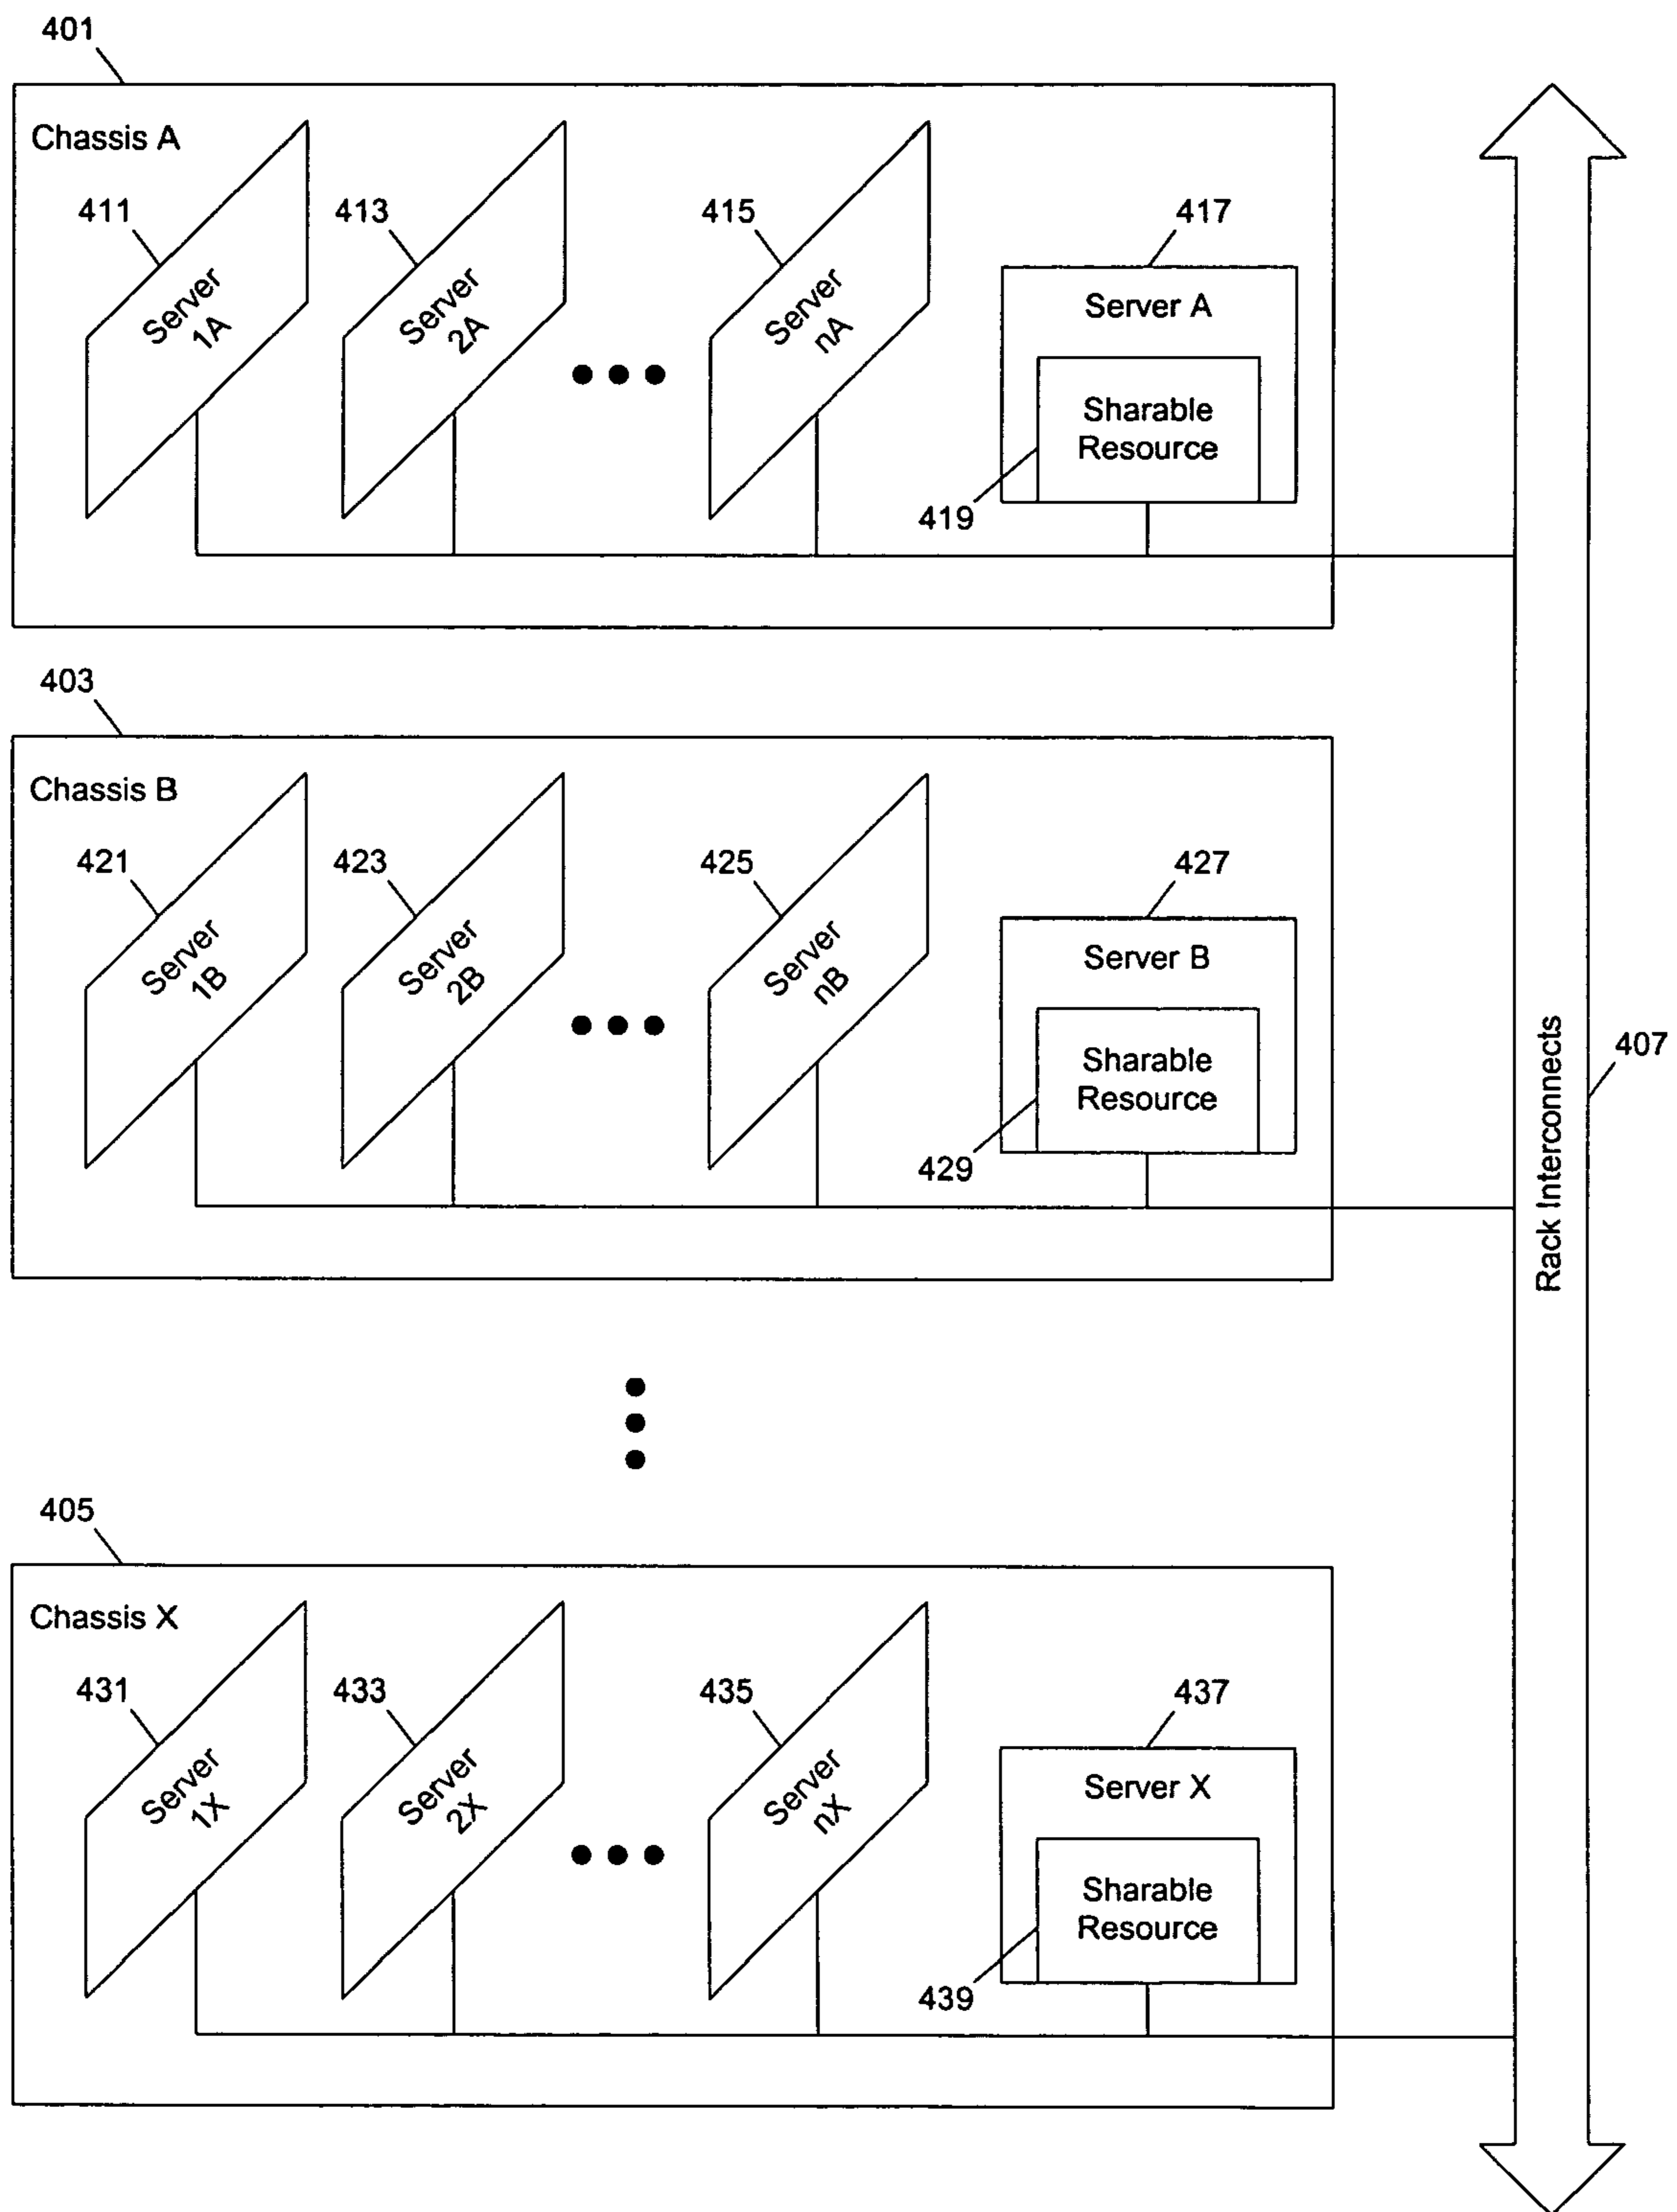 401
Chassis A
411
413
415
417
Server
1A
Server
2A
Server
nA
Server A
Sharable
Resource
419
403
Chassis B
421
423
425
427
Server
1B
Server
2B
Server
nB
Server B
Sharable
Resource
429
Rack Interconnects
407
405
Chassis X
431
433
435
437
Server
1X
Server
2X
Server
nX
Server X
Sharable
Resource
439